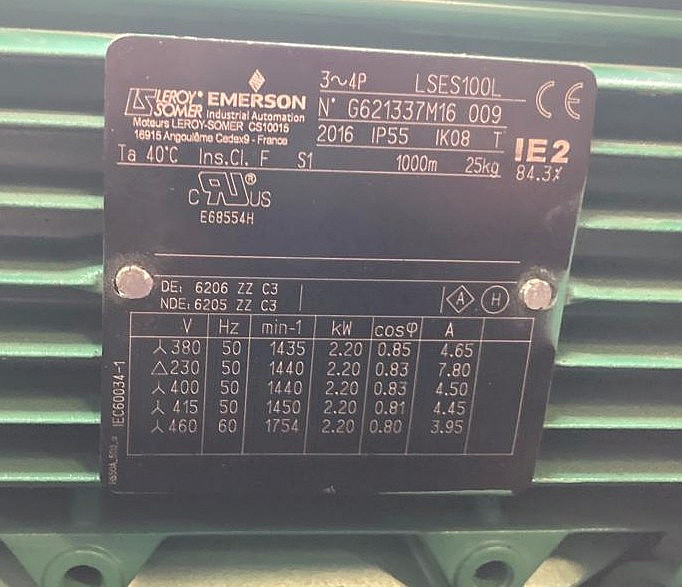 3~4P LSES100L
LS LEROY® SOMER EMERSON Industrial Automation
N° G621337M16 009
CE
Moteurs LEROY-SOMER CS10015
16915 Angoulême Cedex9 - France
2016 IP55 IK08 T
IE2
84.3%
Ta 40°C Ins.Cl. F S1 1000m 25kg
c RU ® US
E68554H
DE: 6206 ZZ C3
NDE: 6205 ZZ C3
A H
V Hz min-1 kW cosφ A
⅄ 380 50 1435 2.20 0.85 4.65
△ 230 50 1440 2.20 0.83 7.80
⅄ 400 50 1440 2.20 0.83 4.50
⅄ 415 50 1450 2.20 0.81 4.45
⅄ 460 60 1754 2.20 0.80 3.95
IEC60034-1